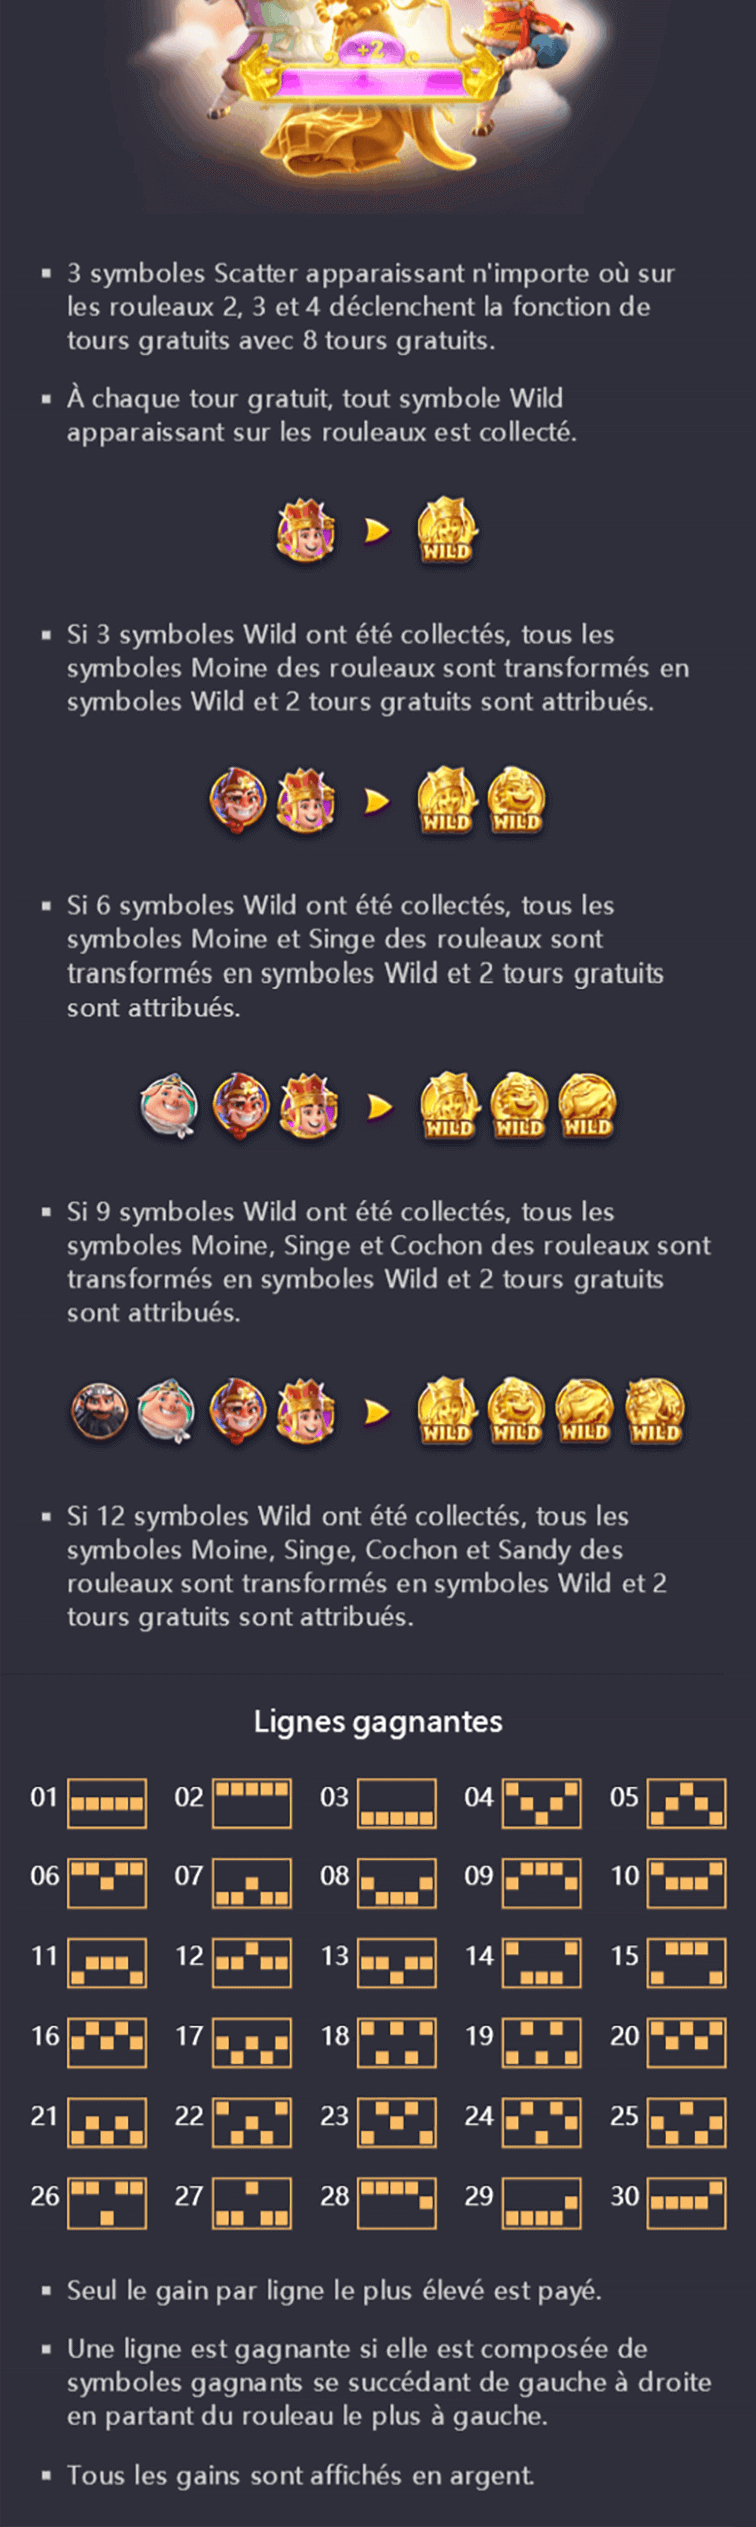 +2
3 symboles Scatter apparaissant n'importe où sur
les rouleaux 2, 3 et 4 déclenchent la fonction de
tours gratuits avec 8 tours gratuits.
À chaque tour gratuit, tout symbole Wild
apparaissant sur les rouleaux est collecté.
WILD
Si 3 symboles Wild ont été collectés, tous les
symboles Moine des rouleaux sont transformés en
symboles Wild et 2 tours gratuits sont attribués.
WILD WILD
Si 6 symboles Wild ont été collectés, tous les
symboles Moine et Singe des rouleaux sont
transformés en symboles Wild et 2 tours gratuits
sont attribués.
WILD WILD WILD
Si 9 symboles Wild ont été collectés, tous les
symboles Moine, Singe et Cochon des rouleaux sont
transformés en symboles Wild et 2 tours gratuits
sont attribués.
WILD WILD WILD WILD
Si 12 symboles Wild ont été collectés, tous les
symboles Moine, Singe, Cochon et Sandy des
rouleaux sont transformés en symboles Wild et 2
tours gratuits sont attribués.
Lignes gagnantes
01 02 03 04 05
06 07 08 09 10
11 12 13 14 15
16 17 18 19 20
21 22 23 24 25
26 27 28 29 30
Seul le gain par ligne le plus élevé est payé.
Une ligne est gagnante si elle est composée de
symboles gagnants se succédant de gauche à droite
en partant du rouleau le plus à gauche.
Tous les gains sont affichés en argent.